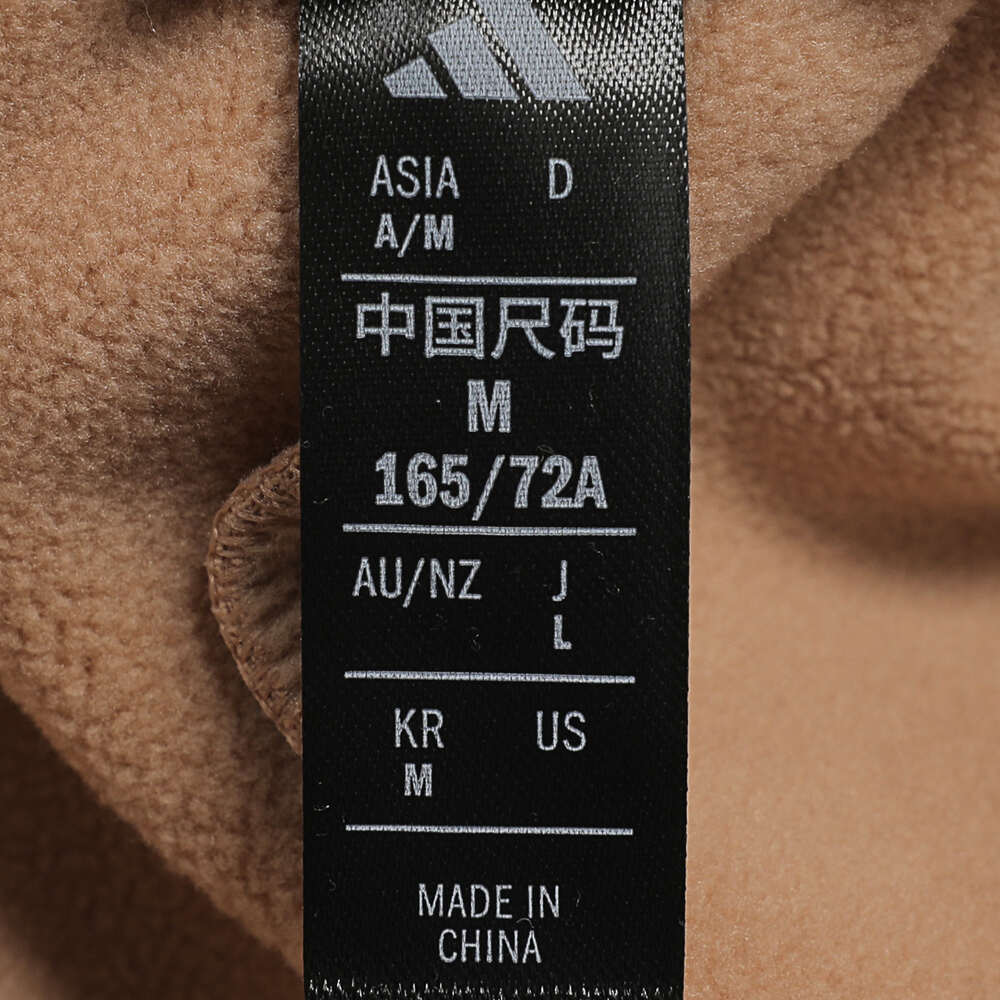 ASIA D
A/M
中国尺码
M
165/72A
AU/NZ J
L
KR US
M
MADE IN
CHINA